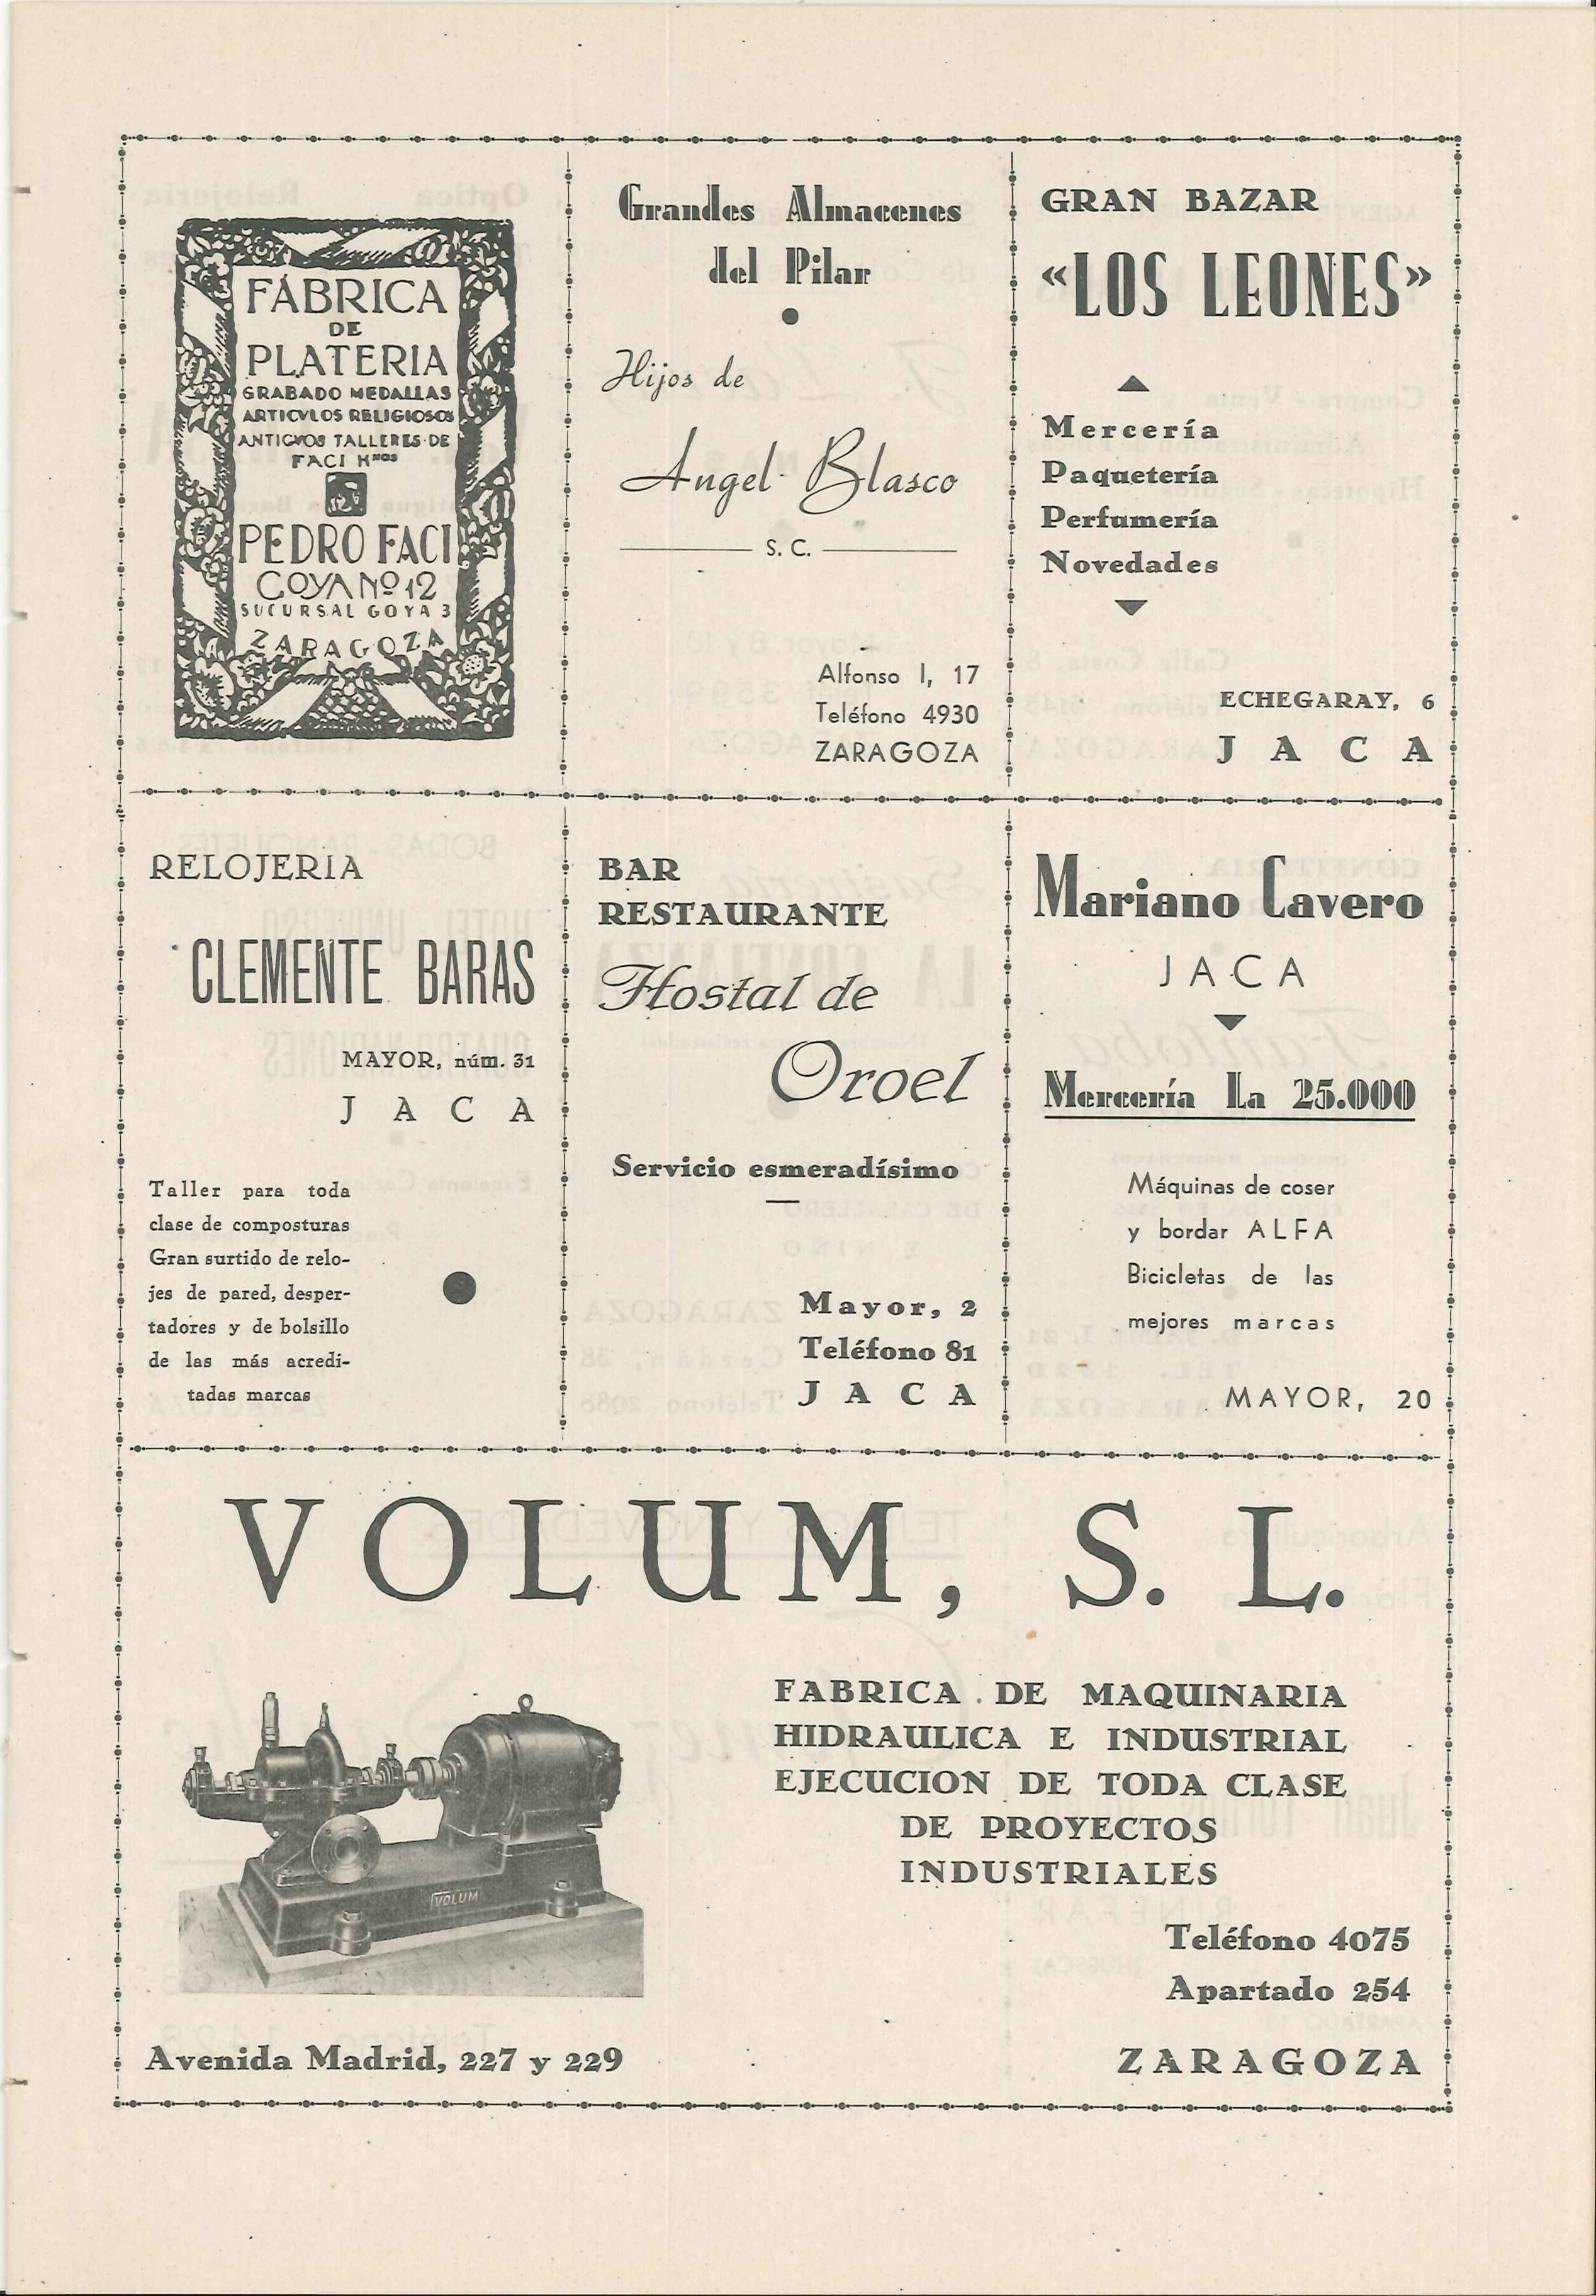 FABRICA
DE
PLATERIA
GRABADO MEDALLAS
ARTICVLOS RELIGIOSOS
ANTIGVOS TALLERES DE
FACI Hnos
PEDRO FACI
GOYA Nº 12
SUCURSAL GOYA 3
ZARAGOZA
Grandes Almacenes
del Pilar
Hijos de
Angel Blasco
S. C.
Alfonso I, 17
Teléfono 4930
ZARAGOZA
GRAN BAZAR
«LOS LEONES»
Mercería
Paquetería
Perfumería
Novedades
ECHEGARAY, 6
JACA
RELOJERIA
CLEMENTE BARAS
MAYOR, núm. 31
JACA
Taller para toda
clase de composturas
Gran surtido de relo-
jes de pared, desper-
tadores y de bolsillo
de las más acredi-
tadas marcas
BAR
RESTAURANTE
Hostal de
Oroel
Servicio esmeradísimo
Mayor, 2
Teléfono 81
JACA
Mariano Cavero
JACA
Mercería La 25.000
Máquinas de coser
y bordar ALFA
Bicicletas de las
mejores marcas
MAYOR, 20
VOLUM, S. L.
FABRICA DE MAQUINARIA
HIDRAULICA E INDUSTRIAL
EJECUCION DE TODA CLASE
DE PROYECTOS
INDUSTRIALES
VOLUM
Teléfono 4075
Apartado 254
Avenida Madrid, 227 y 229
ZARAGOZA